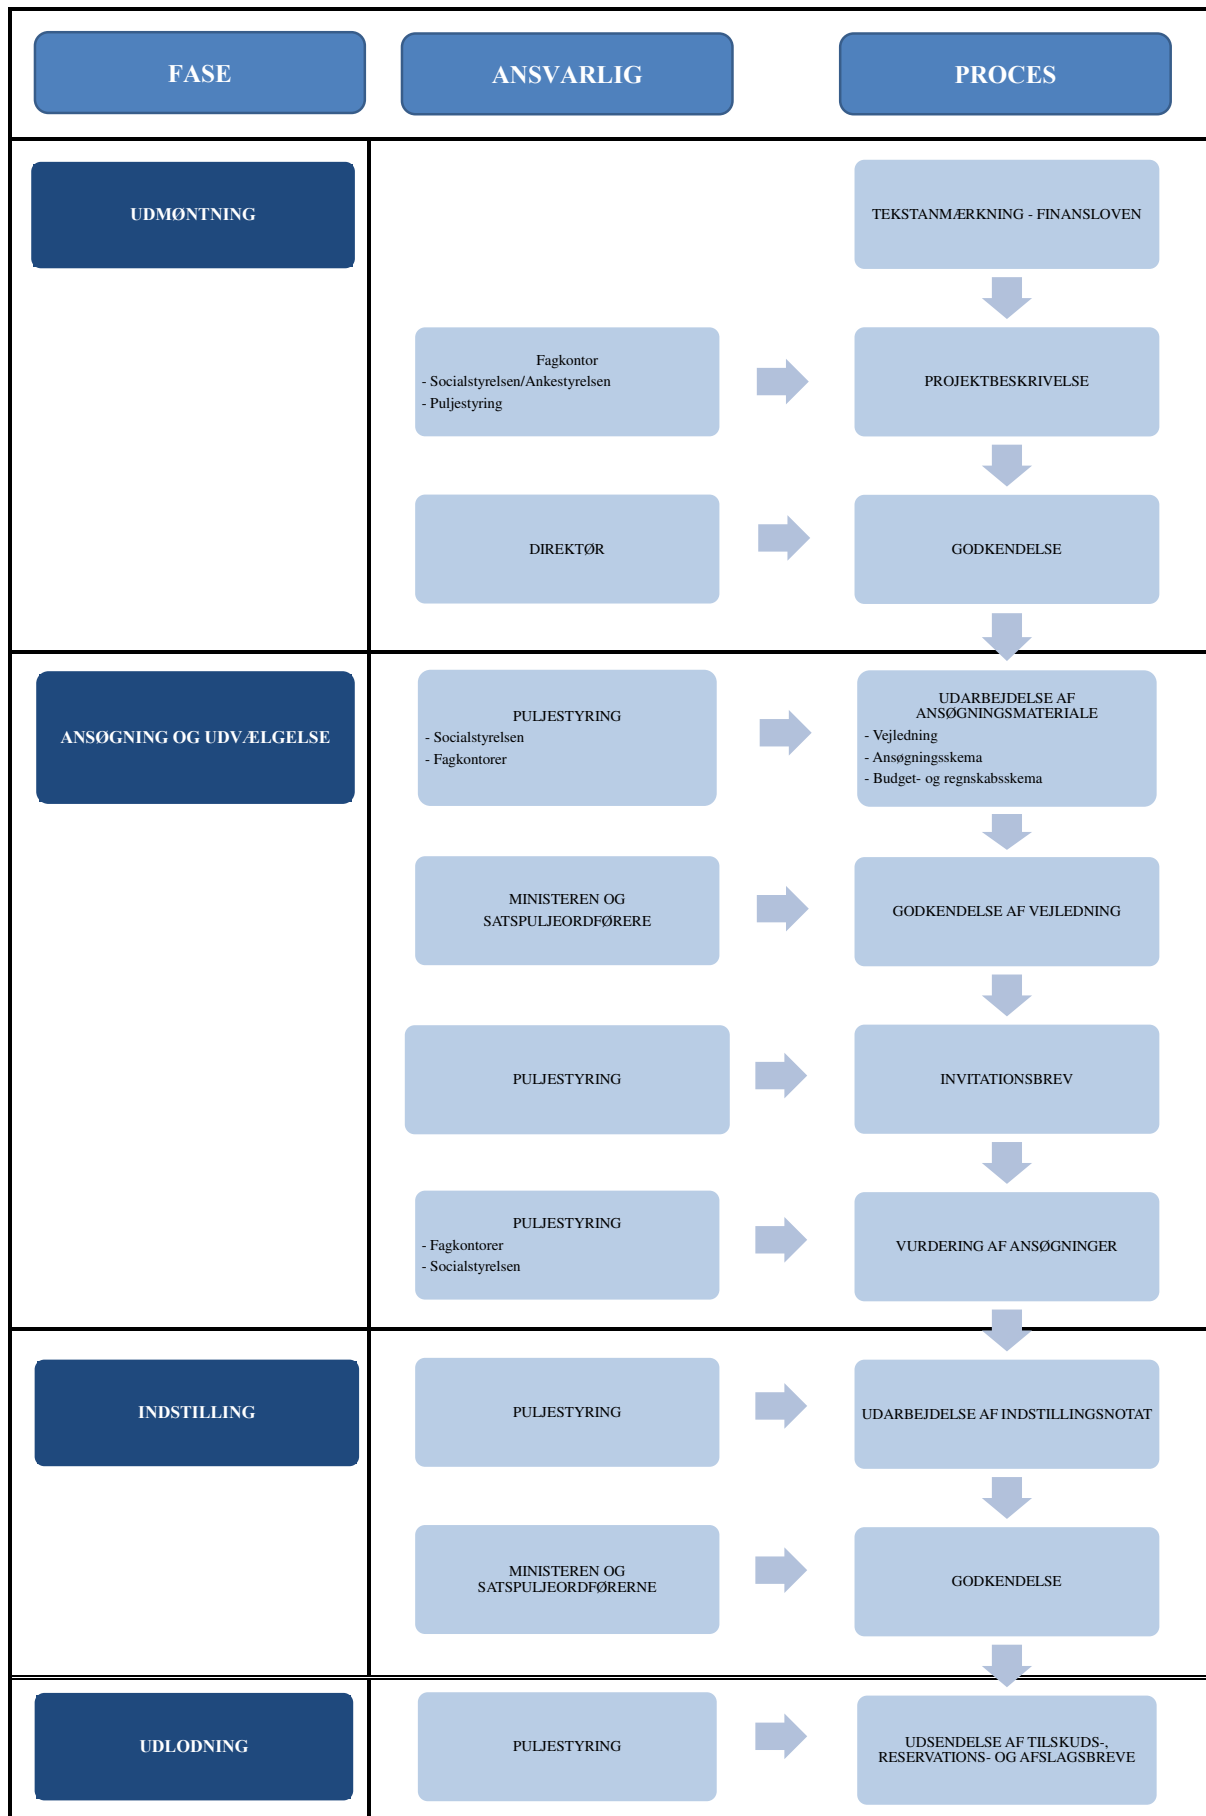 FASE
ANSVARLIG
PROCES
UDMØNTNING
TEKSTANMÆRKNING - FINANSLOVEN
Fagkontor
- Socialstyrelsen/Ankestyrelsen
- Puljestyring
PROJEKTBESKRIVELSE
DIREKTØR
GODKENDELSE
ANSØGNING OG UDVÆLGELSE
PULJESTYRING
- Socialstyrelsen
- Fagkontorer
UDARBEJDELSE AF
ANSØGNINGSMATERIALE
- Vejledning
- Ansøgningsskema
- Budget- og regnskabsskema
MINISTEREN OG
SATSPULJEORDFØRERE
GODKENDELSE AF VEJLEDNING
PULJESTYRING
INVITATIONSBREV
PULJESTYRING
- Fagkontorer
- Socialstyrelsen
VURDERING AF ANSØGNINGER
INDSTILLING
PULJESTYRING
UDARBEJDELSE AF INDSTILLINGSNOTAT
MINISTEREN OG
SATSPULJEORDFØRERNE
GODKENDELSE
UDLODNING
PULJESTYRING
UDSENDELSE AF TILSKUDS-,
RESERVATIONS- OG AFSLAGSBREVE